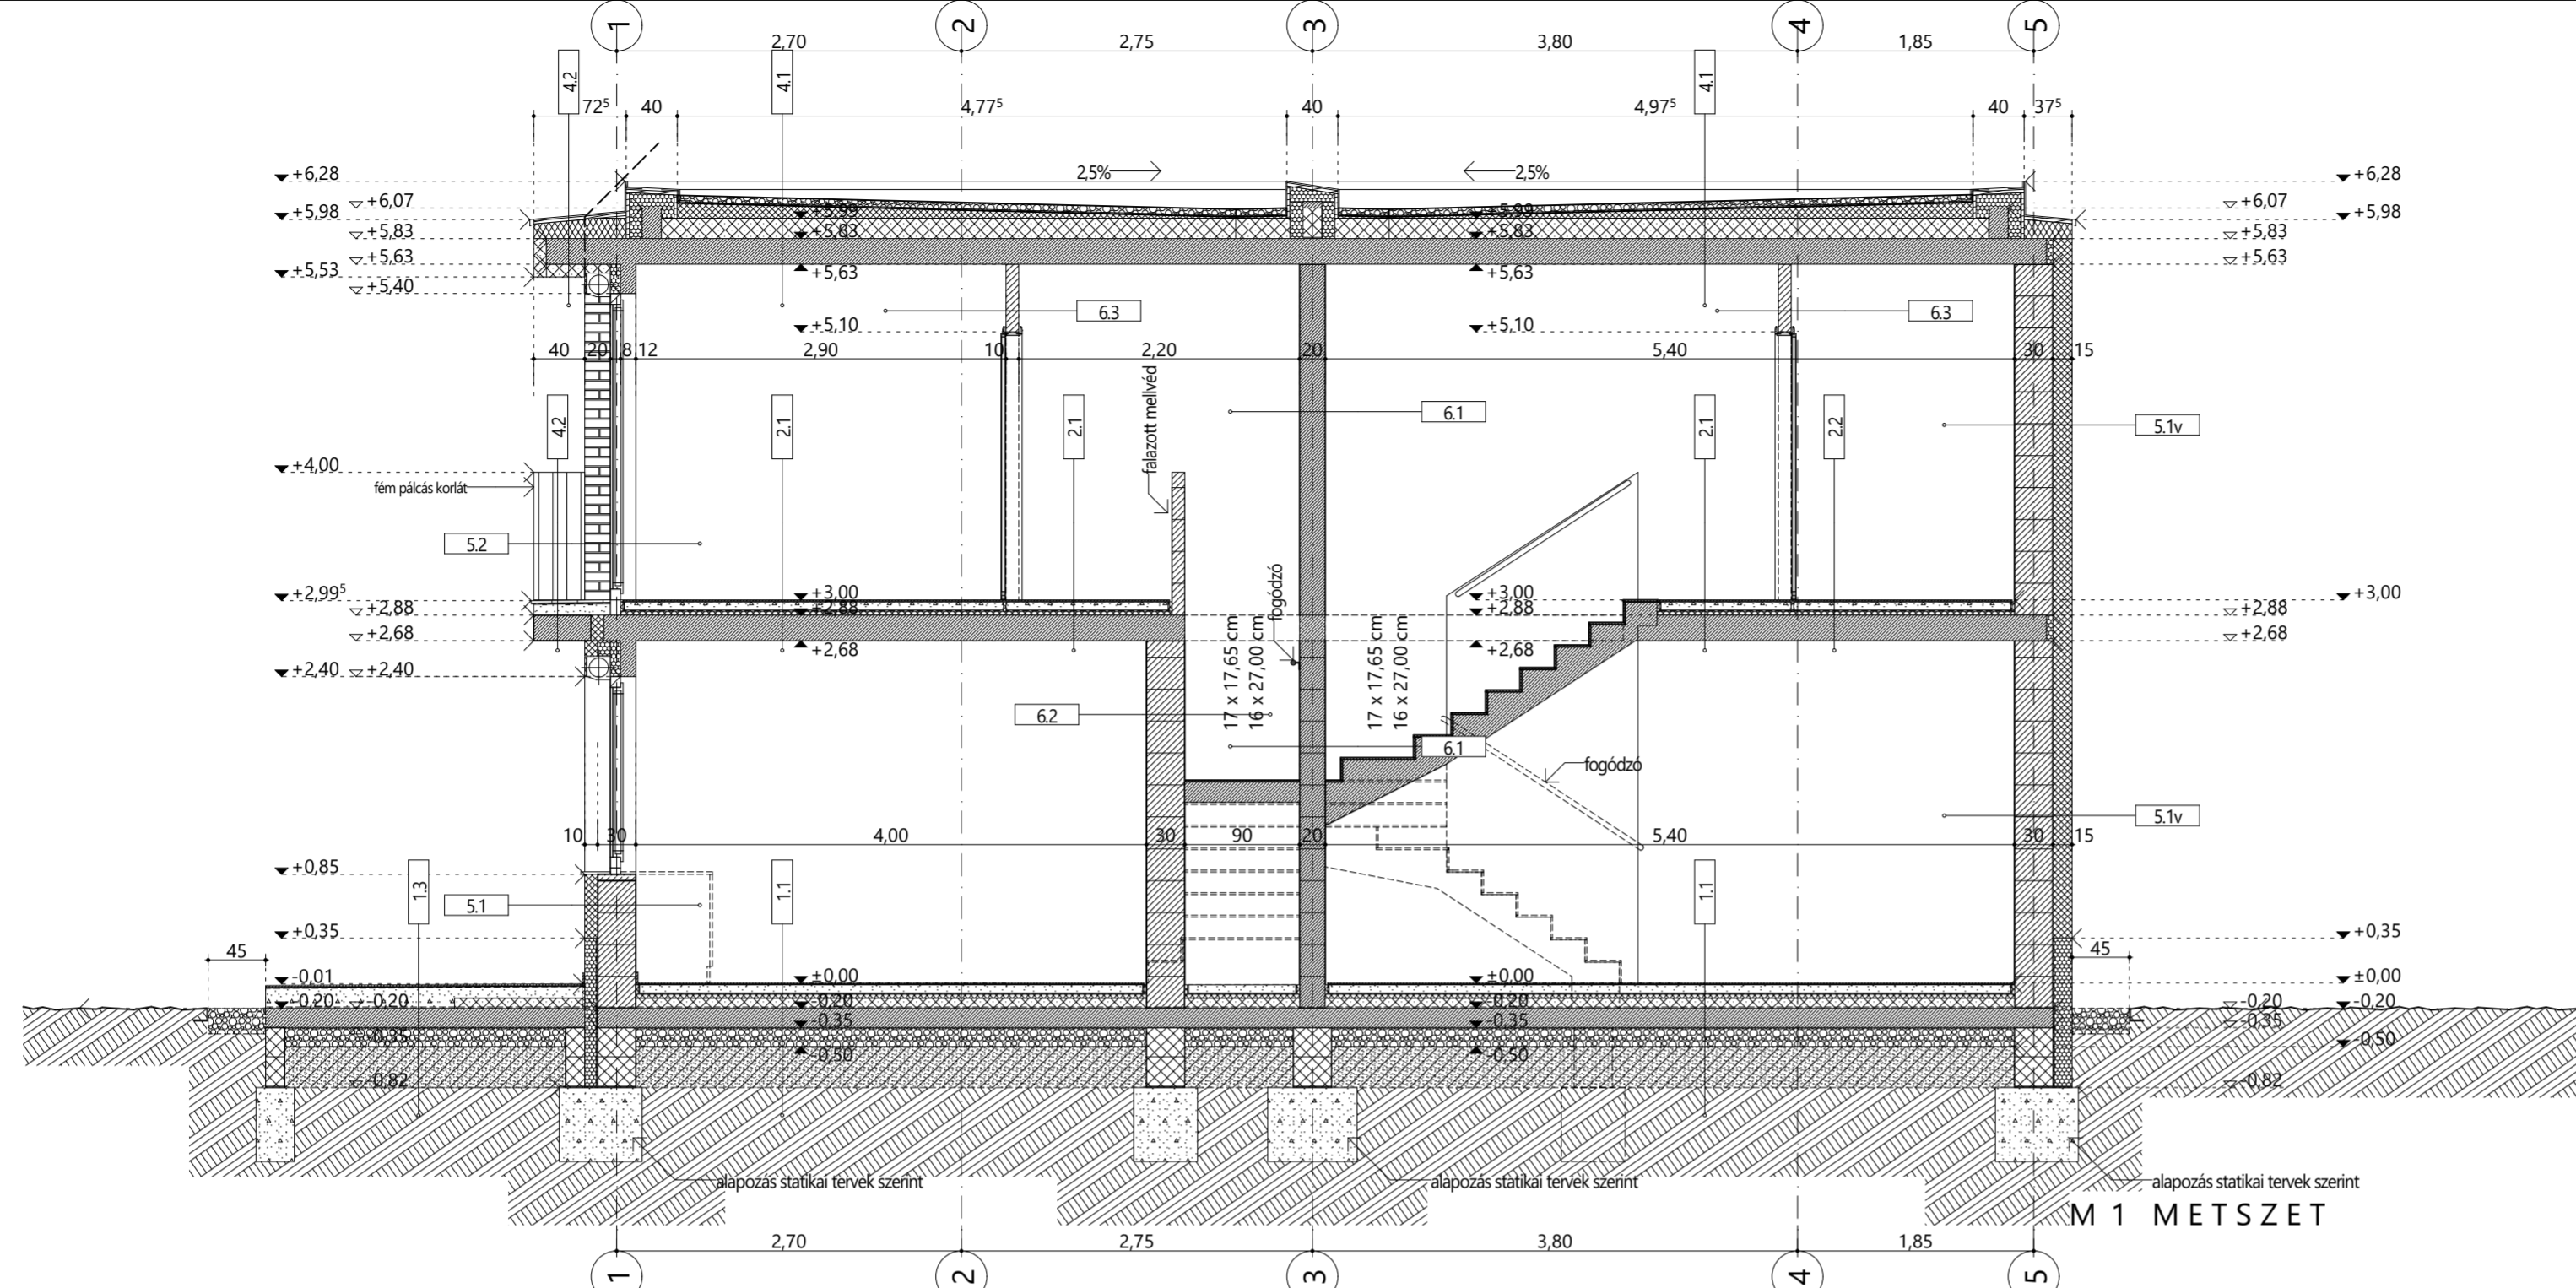 1 2 3 4 5
2,70 2,75 3,80 1,85
4.2 4.1 4.1
72⁵ 40 4,77⁵ 40 4,97⁵ 40 37⁵
2,5% 2,5%
+6,28 +6,28
+6,07 +6,07
+5,98 +5,99 +5,99 +5,98
+5,83 +5,83 +5,83 +5,83
+5,63 +5,63
+5,53 +5,63 +5,63
+5,40
6.3 6.3
+5,10 +5,10
40 20 8 12 2,90 10 2,20 20 5,40 30 15
falazott mellvéd
4.2 2.1 2.1 6.1 2.1 2.2 5.1v
+4,00
fém pálcás korlát
5.2
fogódzó
+2,99⁵ +3,00 +3,00 +3,00
+2,88 +2,88 +2,88 +2,88
+2,68 +2,68
+2,68 +2,68
+2,40 +2,40
17 x 17,65 cm
16 x 27,00 cm
17 x 17,65 cm
16 x 27,00 cm
6.2
6.1
fogódzó
5.1v
10 30 4,00 30 90 20 5,40 30 15
+0,85
1.3 5.1 1.1 1.1
+0,35 +0,35
45 45
-0,01 ±0,00 ±0,00 ±0,00
-0,20 -0,20 -0,20 -0,20 -0,20 -0,20
-0,35 -0,35 -0,35 -0,35
-0,50 -0,50 -0,50
-0,82 -0,82
alapozás statikai tervek szerint
alapozás statikai tervek szerint
alapozás statikai tervek szerint
M 1 METSZET
2,70 2,75 3,80 1,85
1 2 3 4 5